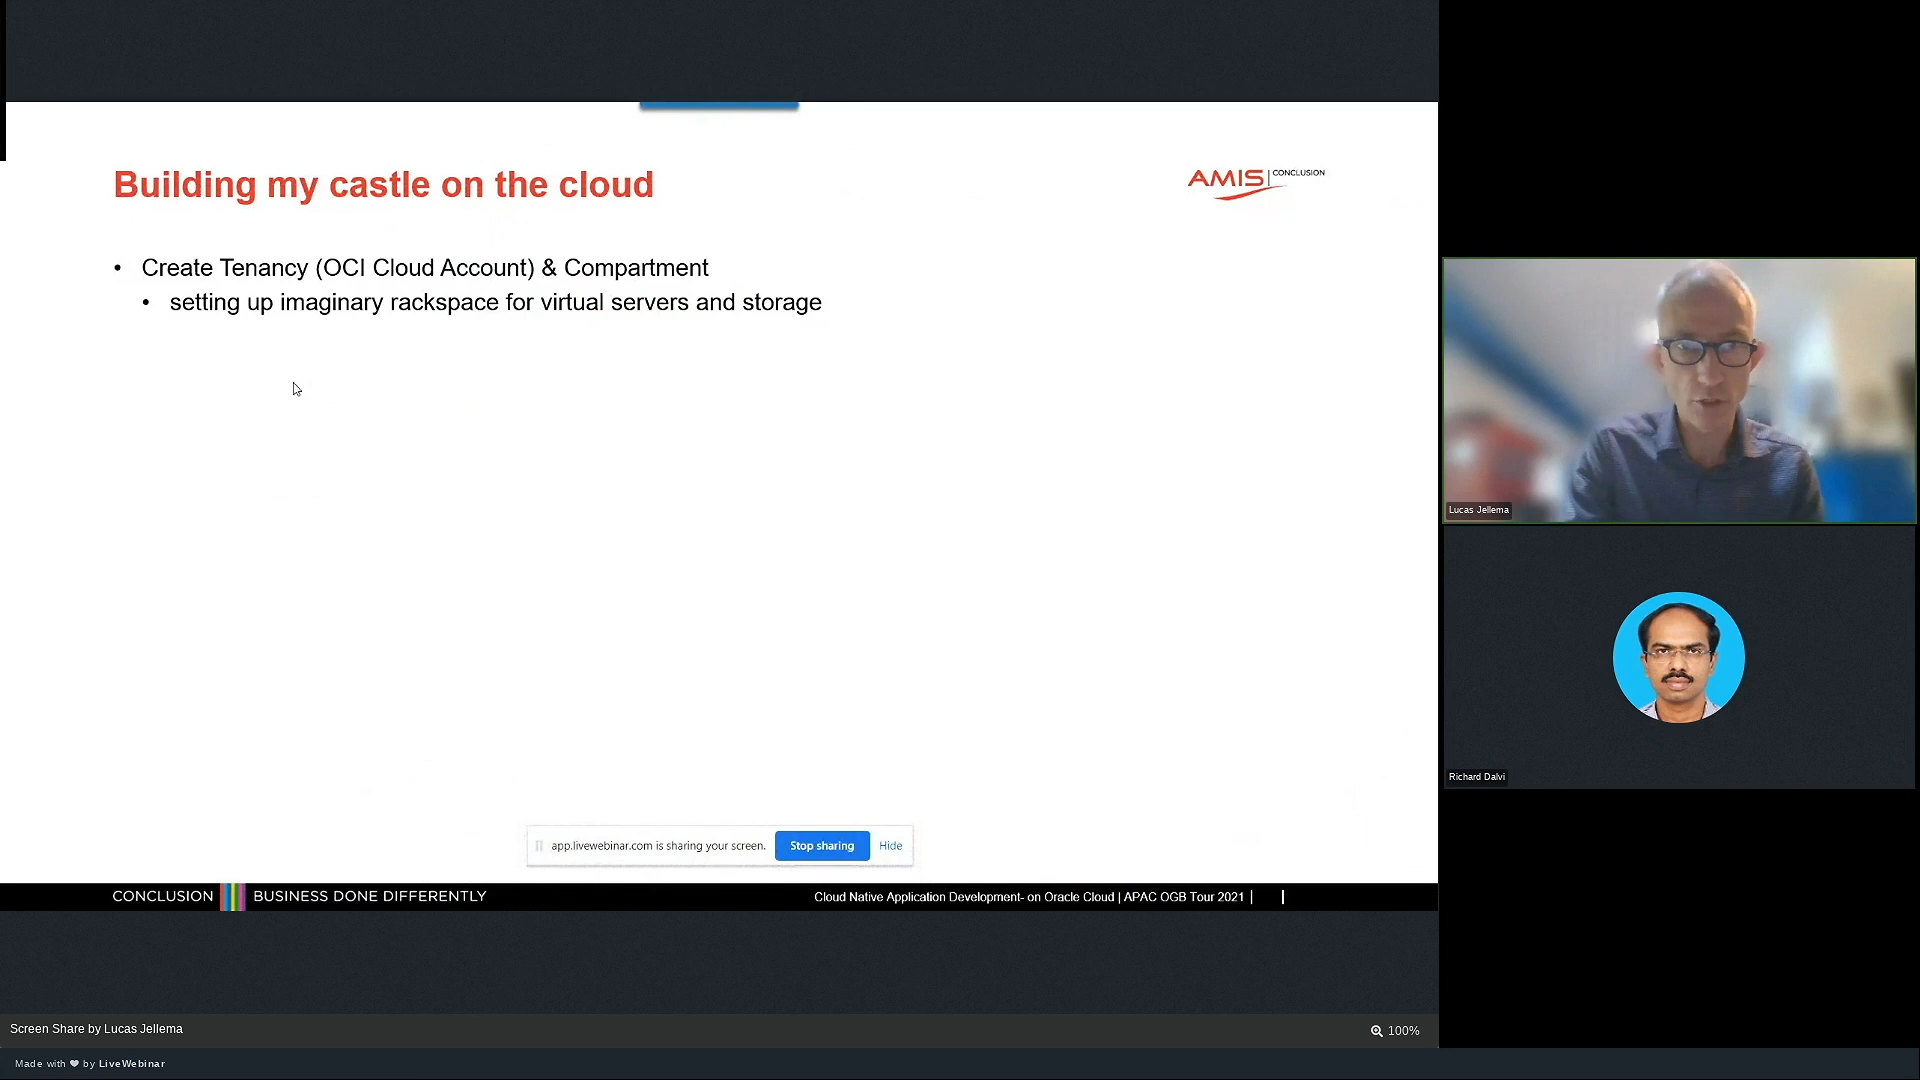 Building my castle on the cloud
AMIS | CONCLUSION
• Create Tenancy (OCI Cloud Account) & Compartment
• setting up imaginary rackspace for virtual servers and storage
Lucas Jellema
Richard Dalvi
app.livewebinar.com is sharing your screen. Stop sharing Hide
CONCLUSION BUSINESS DONE DIFFERENTLY
Cloud Native Application Development- on Oracle Cloud | APAC OGB Tour 2021 |
Screen Share by Lucas Jellema
100%
Made with ❤ by LiveWebinar